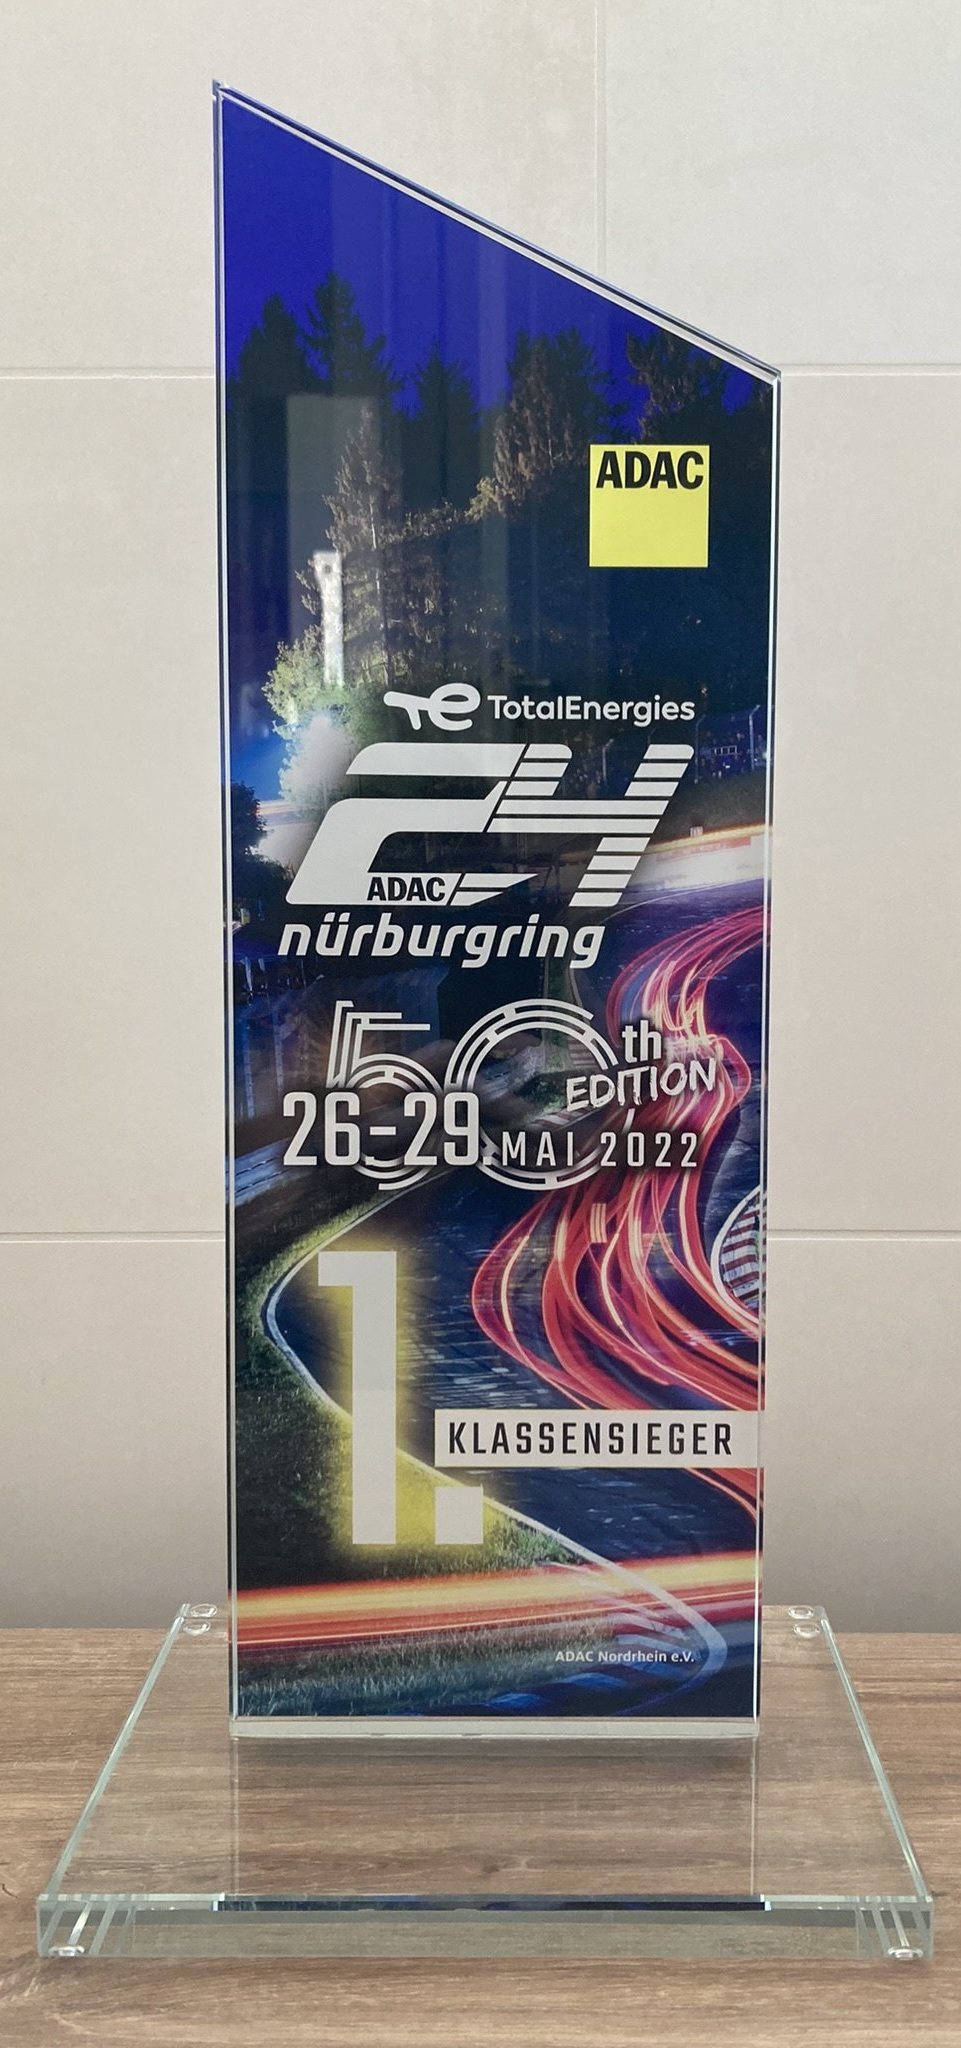 ADAC
TotalEnergies
24
ADAC
nürburgring
50th
EDITION
26.-29. MAI 2022
1.
KLASSENSIEGER
ADAC Nordrhein e.V.